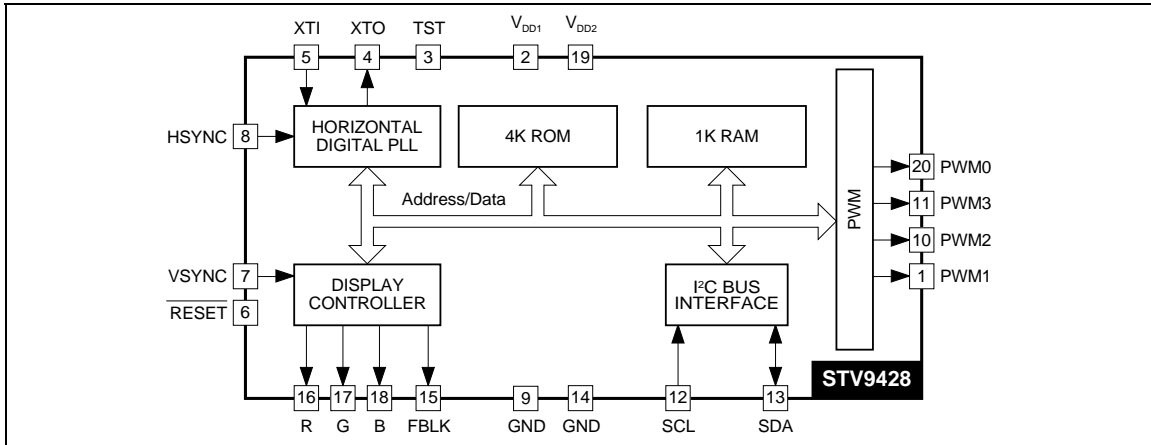 XTI XTO TST VDD1 VDD2
5 4 3 2 19
HSYNC 8
HORIZONTAL
DIGITAL PLL
4K ROM
1K RAM
PWM
20 PWM0
11 PWM3
10 PWM2
1 PWM1
Address/Data
VSYNC 7
RESET 6
DISPLAY
CONTROLLER
I²C BUS
INTERFACE
STV9428
16 17 18 15 9 14 12 13
R G B FBLK GND GND SCL SDA